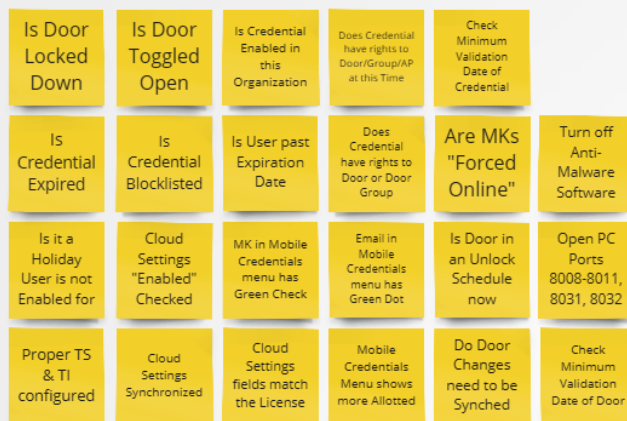 Is Door
Locked
Down
Is Door
Toggled
Open
Is Credential
Enabled in
this
Organization
Does Credential
have rights to
Door/Group/AP
at this Time
Check
Minimum
Validation
Date of
Credential
Is
Credential
Expired
Is
Credential
Blocklisted
Is User past
Expiration
Date
Does
Credential
have rights to
Door or Door
Group
Are MKs
"Forced
Online"
Turn off
Anti-
Malware
Software
Is it a
Holiday
User is not
Enabled for
Cloud
Settings
"Enabled"
Checked
MK in Mobile
Credentials
menu has
Green Check
Email in
Mobile
Credentials
menu has
Green Dot
Is Door in
an Unlock
Schedule
now
Open PC
Ports
8008-8011,
8031, 8032
Proper TS
& TI
configured
Cloud
Settings
Synchronized
Cloud
Settings
fields match
the License
Mobile
Credentials
Menu shows
more Allotted
Do Door
Changes
need to be
Synched
Check
Minimum
Validation
Date of Door